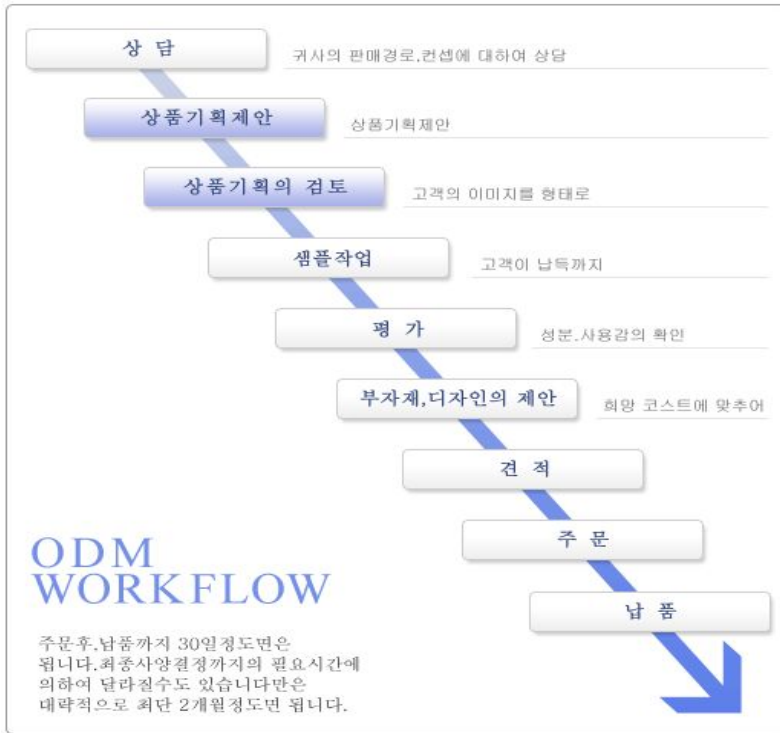 상 담
귀사의 판매경로,컨셉에 대하여 상담
상품기획제안
상품기획제안
상품기획의 검토
고객의 이미지를 형태로
샘플작업
고객이 납득까지
평 가
성분,사용감의 확인
부자재,디자인의 제안
희망 코스트에 맞추어
견 적
주 문
납 품
ODM
WORKFLOW
주문후,납품까지 30일정도면은
됩니다.최종사양결정까지의 필요시간에
의하여 달라질수도 있습니다만은
대략적으로 최단 2개월정도면 됩니다.